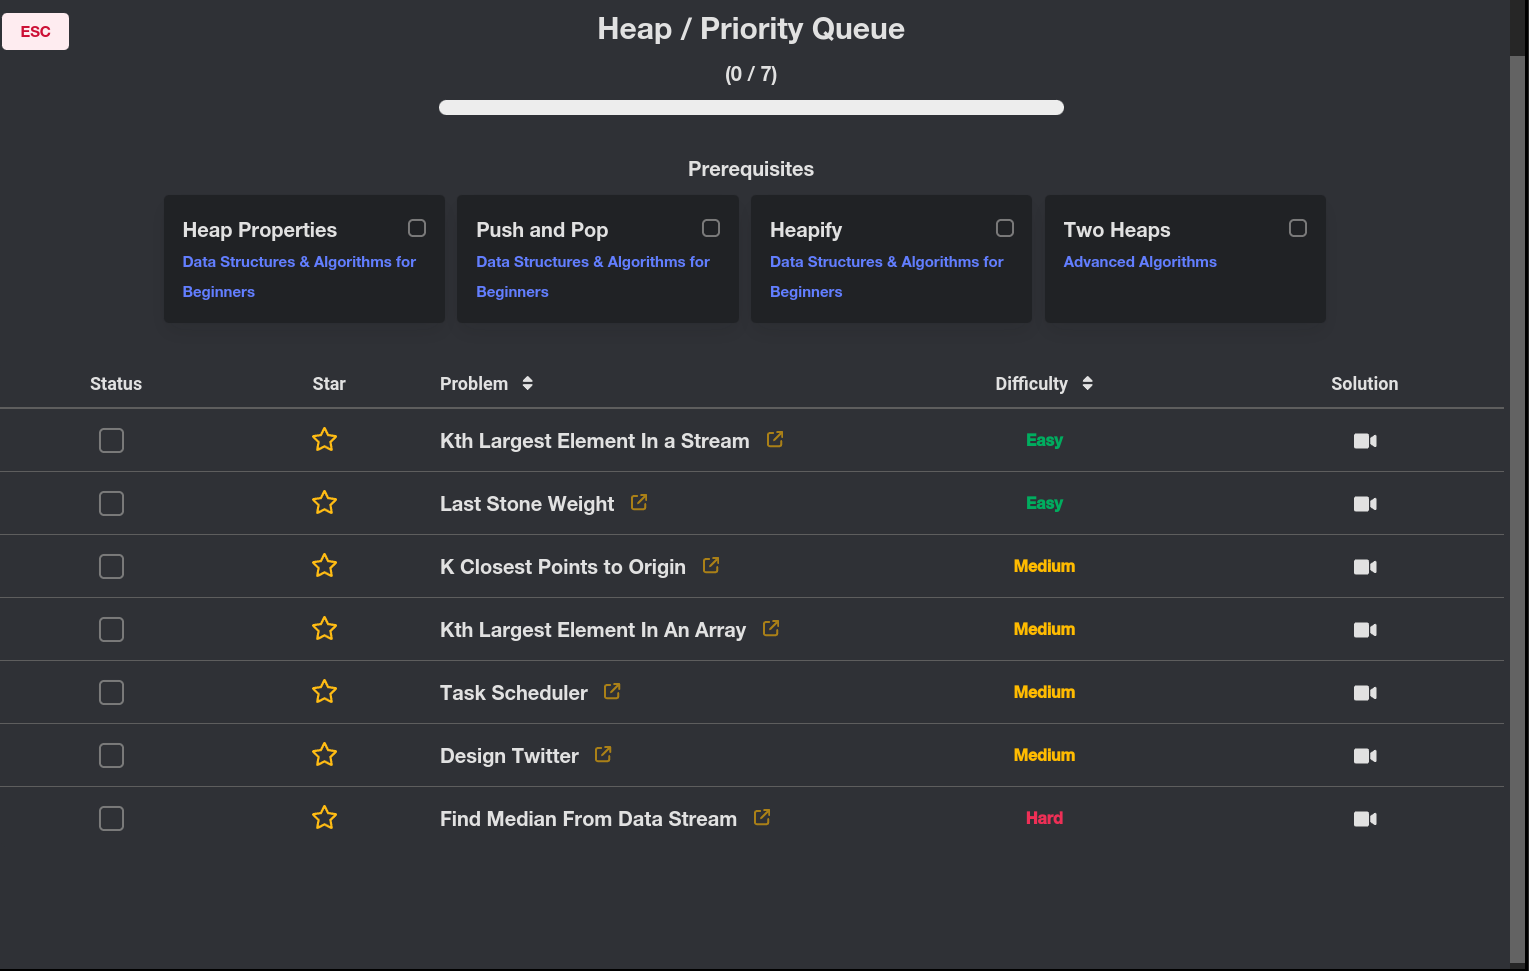 ESC
Heap / Priority Queue
(0 / 7)
Prerequisites
Heap Properties
Data Structures & Algorithms for
Beginners
Push and Pop
Data Structures & Algorithms for
Beginners
Heapify
Data Structures & Algorithms for
Beginners
Two Heaps
Advanced Algorithms
Status Star Problem Difficulty Solution
Kth Largest Element In a Stream Easy
Last Stone Weight Easy
K Closest Points to Origin Medium
Kth Largest Element In An Array Medium
Task Scheduler Medium
Design Twitter Medium
Find Median From Data Stream Hard